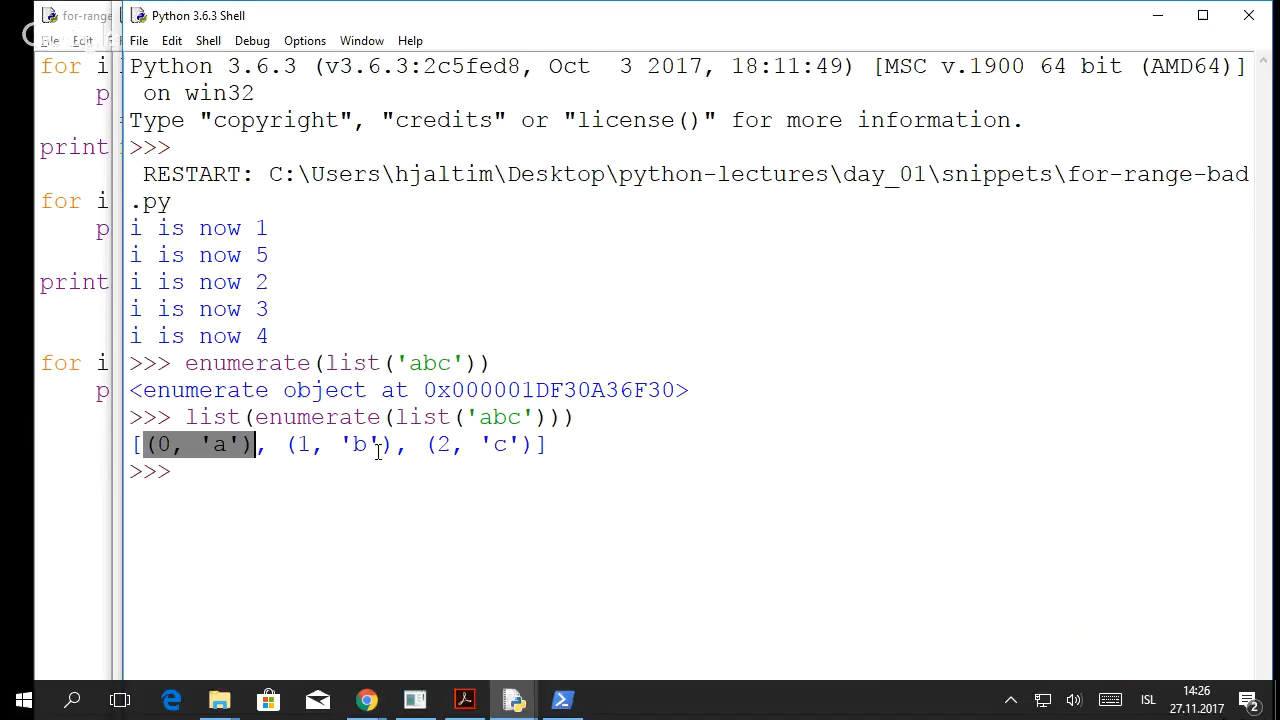 for-range
Python 3.6.3 Shell
Edit
File Edit Shell Debug Options Window Help
for i
Python 3.6.3 (v3.6.3:2c5fed8, Oct 3 2017, 18:11:49) [MSC v.1900 64 bit (AMD64)]
p
on win32
Type "copyright", "credits" or "license()" for more information.
print
>>>
RESTART: C:\Users\hjaltim\Desktop\python-lectures\day_01\snippets\for-range-bad
for i
.py
p
i is now 1
i is now 5
print
i is now 2
i is now 3
i is now 4
for i
>>> enumerate(list('abc'))
p
<enumerate object at 0x000001DF30A36F30>
>>> list(enumerate(list('abc')))
[(0, 'a'), (1, 'b'), (2, 'c')]
>>>
ISL
14:26
27.11.2017
2